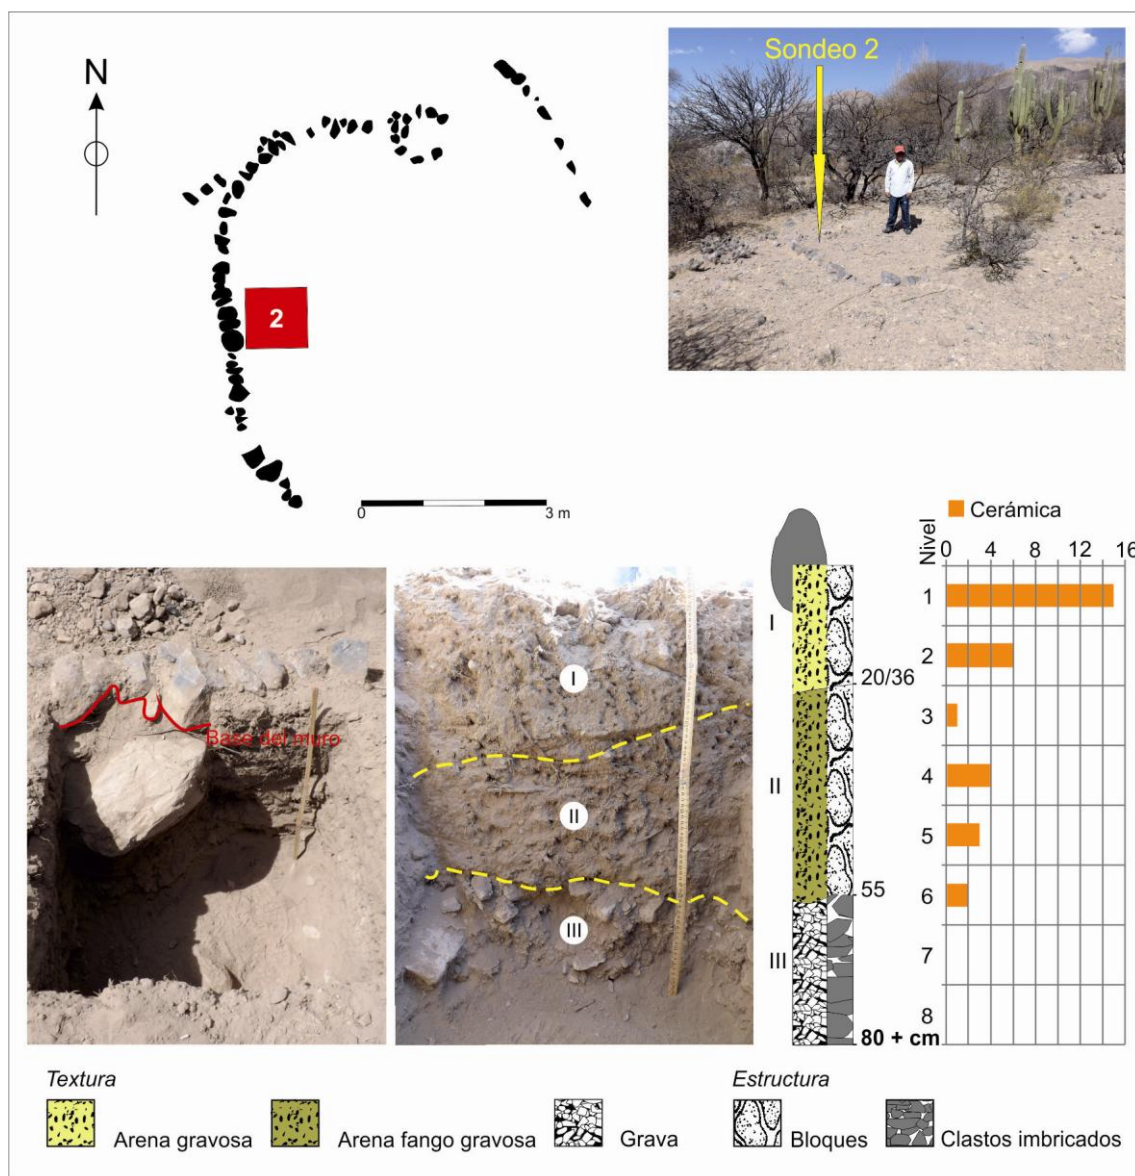 N
Sondeo 2
2
0
3 m
Cerámica
Nivel
0 4 8 12 16
1
2
3
4
5
6
7
8
Base del muro
I
II
III
I
II
III
20/36
55
80 + cm
Textura
Estructura
Arena gravosa
Arena fango gravosa
Grava
Bloques
Clastos imbricados